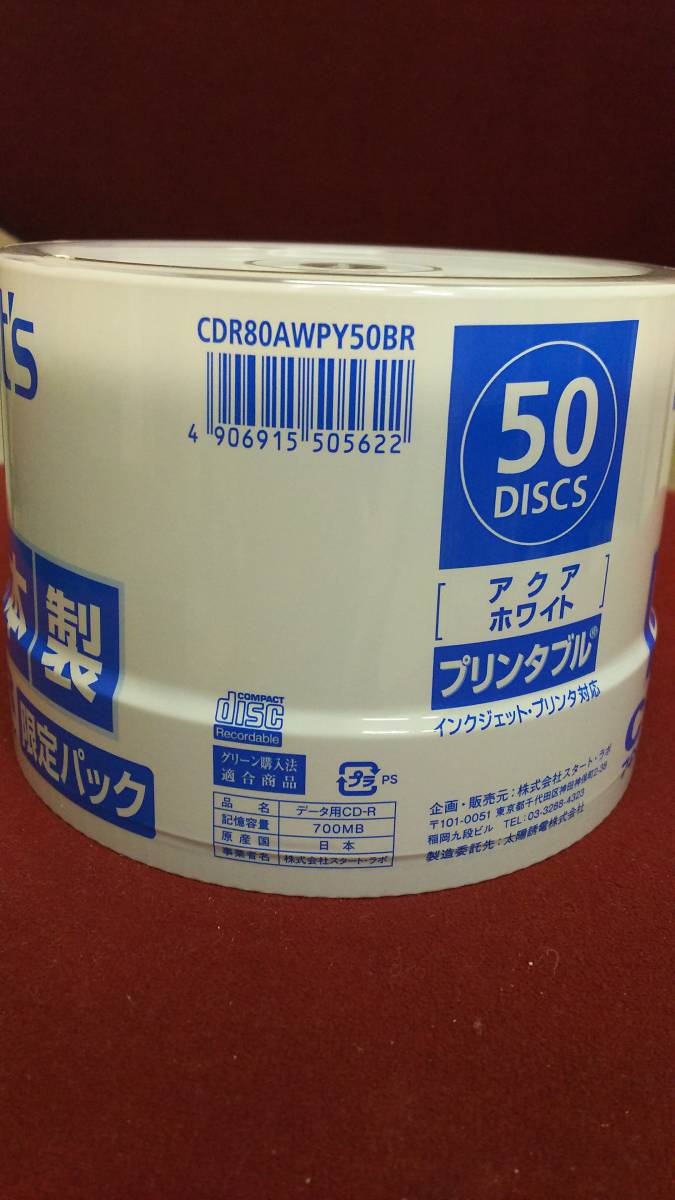 t's
CDR80AWPY50BR
4 906915 505622
50
DISCS
アクア
ホワイト
プリンタブル®
インクジェット・プリンタ対応
本製
限定パック
COMPACT
disc
Recordable
グリーン購入法
適合商品
プラ PS
品名 データ用CD-R
記憶容量 700MB
原産国 日本
事業者名 株式会社スタート・ラボ
企画・販売元：株式会社スタート・ラボ
〒101-0051 東京都千代田区神田神保町2-38
稲岡九段ビル TEL：03-3288-4323
製造委託先：太陽誘電株式会社